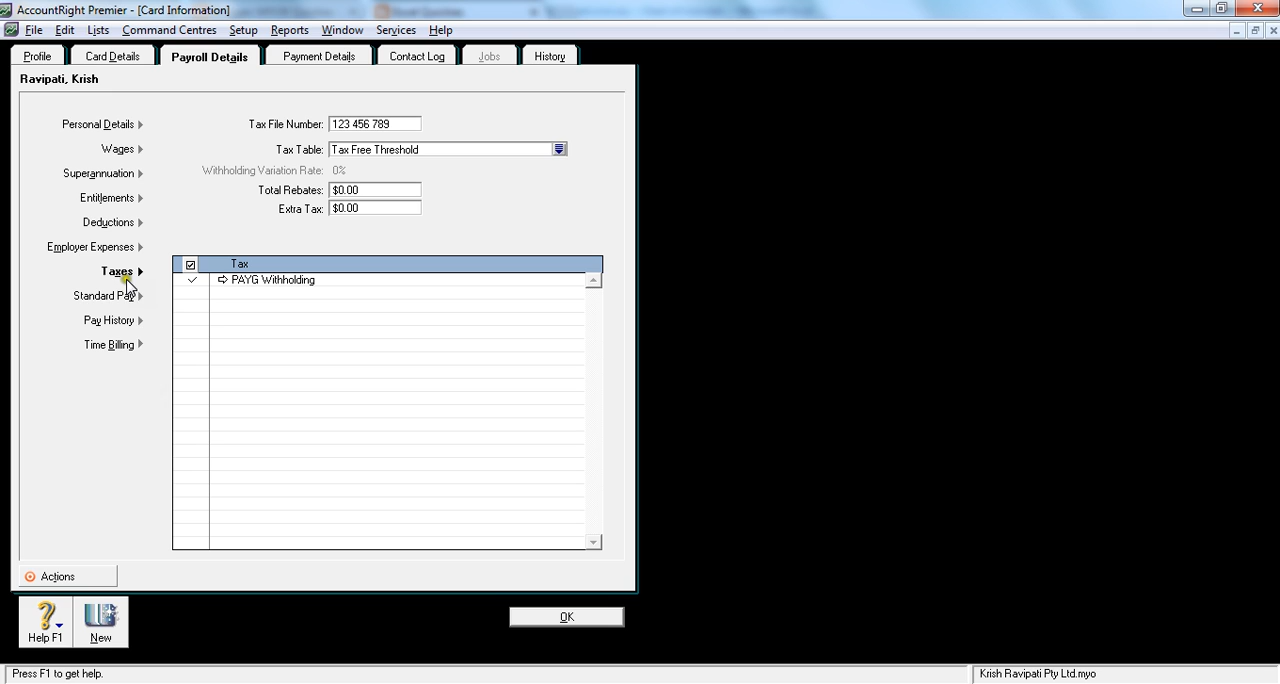 AccountRight Premier - [Card Information]
File Edit Lists Command Centres Setup Reports Window Services Help
Profile Card Details Payroll Details Payment Details Contact Log Jobs History
Ravipati, Krish
Personal Details
Wages
Superannuation
Entitlements
Deductions
Employer Expenses
Taxes
Standard Pay
Pay History
Time Billing
Tax File Number: 123 456 789
Tax Table: Tax Free Threshold
Withholding Variation Rate: 0%
Total Rebates: $0.00
Extra Tax: $0.00
Tax
PAYG Withholding
Actions
Help F1
New
OK
Press F1 to get help.
Krish Ravipati Pty Ltd.myo